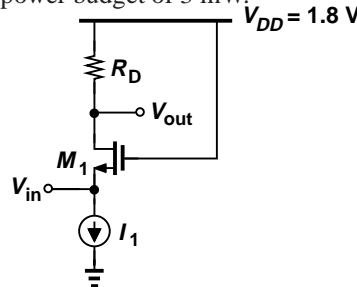 power budget of 3 mW.
V_DD = 1.8 V
R_D
V_out
M_1
V_in
I_1